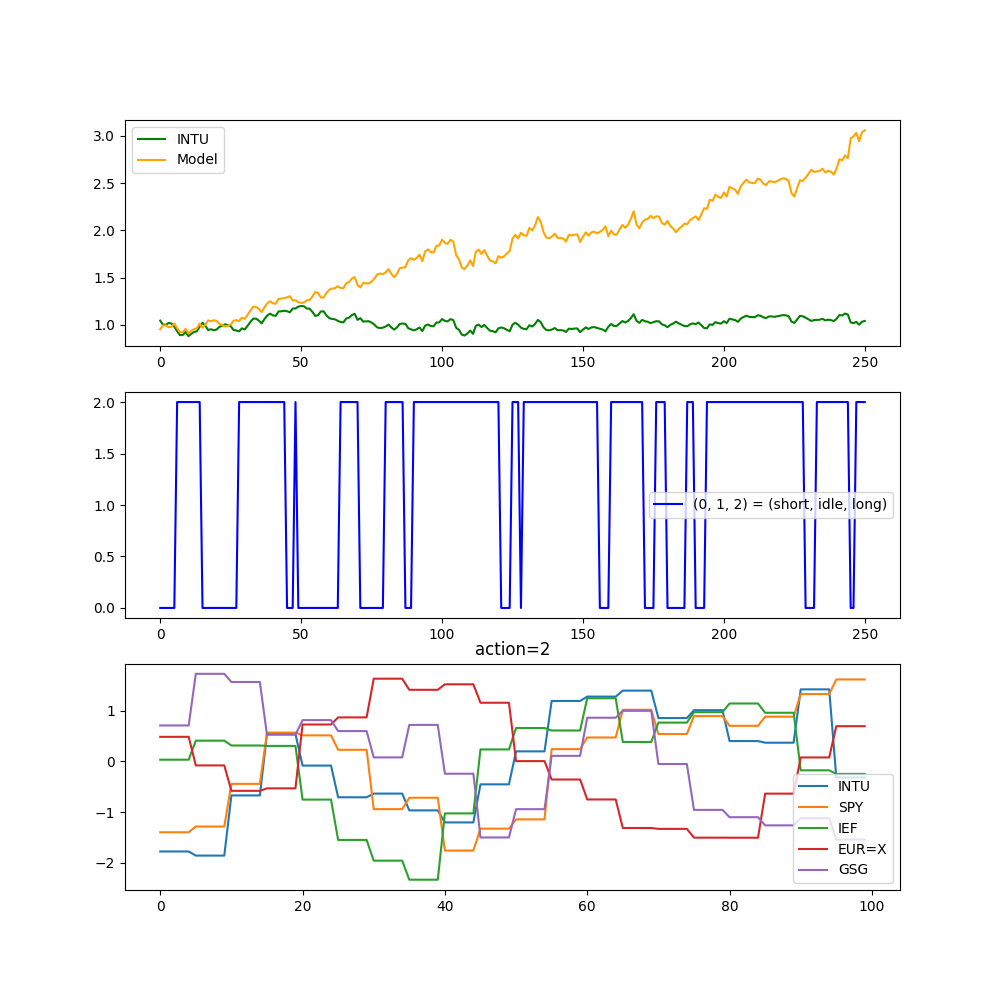 3.0
2.5
2.0
1.5
1.0
INTU
Model
0 50 100 150 200 250
2.0
1.5
1.0
0.5
0.0
(0, 1, 2) = (short, idle, long)
0 50 100 150 200 250
action=2
1
0
−1
−2
INTU
SPY
IEF
EUR=X
GSG
0 20 40 60 80 100